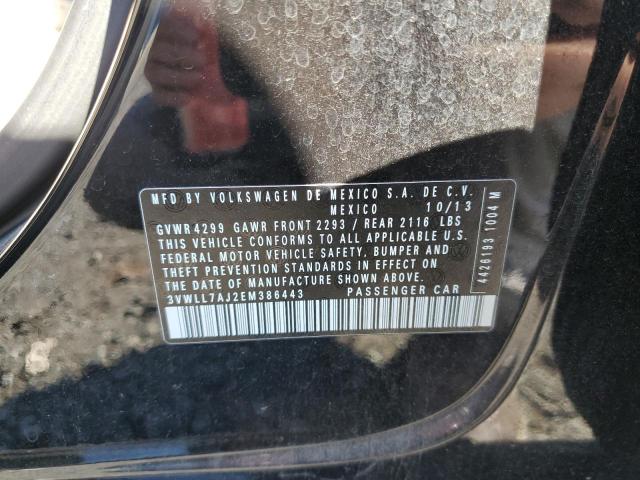 MFD BY VOLKSWAGEN DE MEXICO S.A. DE C.V.
MEXICO 10/13
GVWR4299 GAWR FRONT 2293 / REAR 2116 LBS
THIS VEHICLE CONFORMS TO ALL APPLICABLE U.S.
FEDERAL MOTOR VEHICLE SAFETY, BUMPER AND
THEFT PREVENTION STANDARDS IN EFFECT ON
THE DATE OF MANUFACTURE SHOWN ABOVE.
3VWLL7AJ2EM386443 PASSENGER CAR
4426193 1004 M